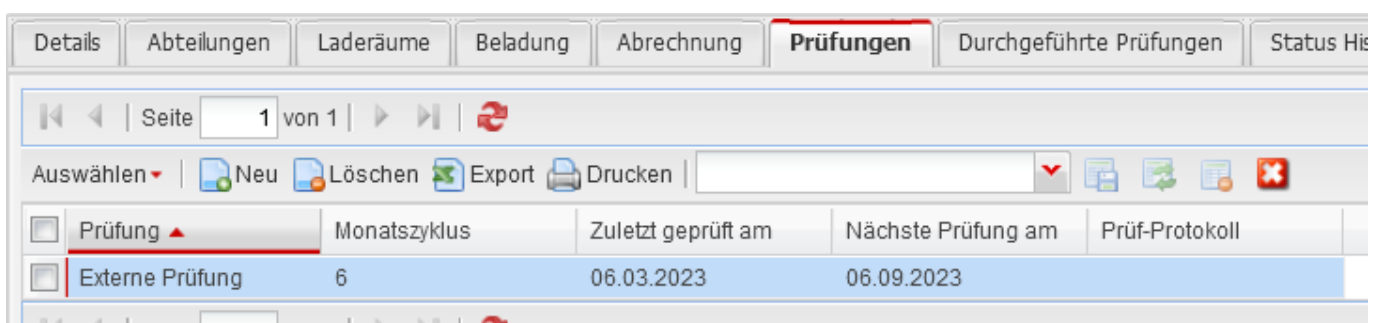 Details Abteilungen Laderäume Beladung Abrechnung Prüfungen Durchgeführte Prüfungen Status His
Seite 1 von 1
Auswählen Neu Löschen Export Drucken
Prüfung Monatszyklus Zuletzt geprüft am Nächste Prüfung am Prüf-Protokoll
Externe Prüfung 6 06.03.2023 06.09.2023